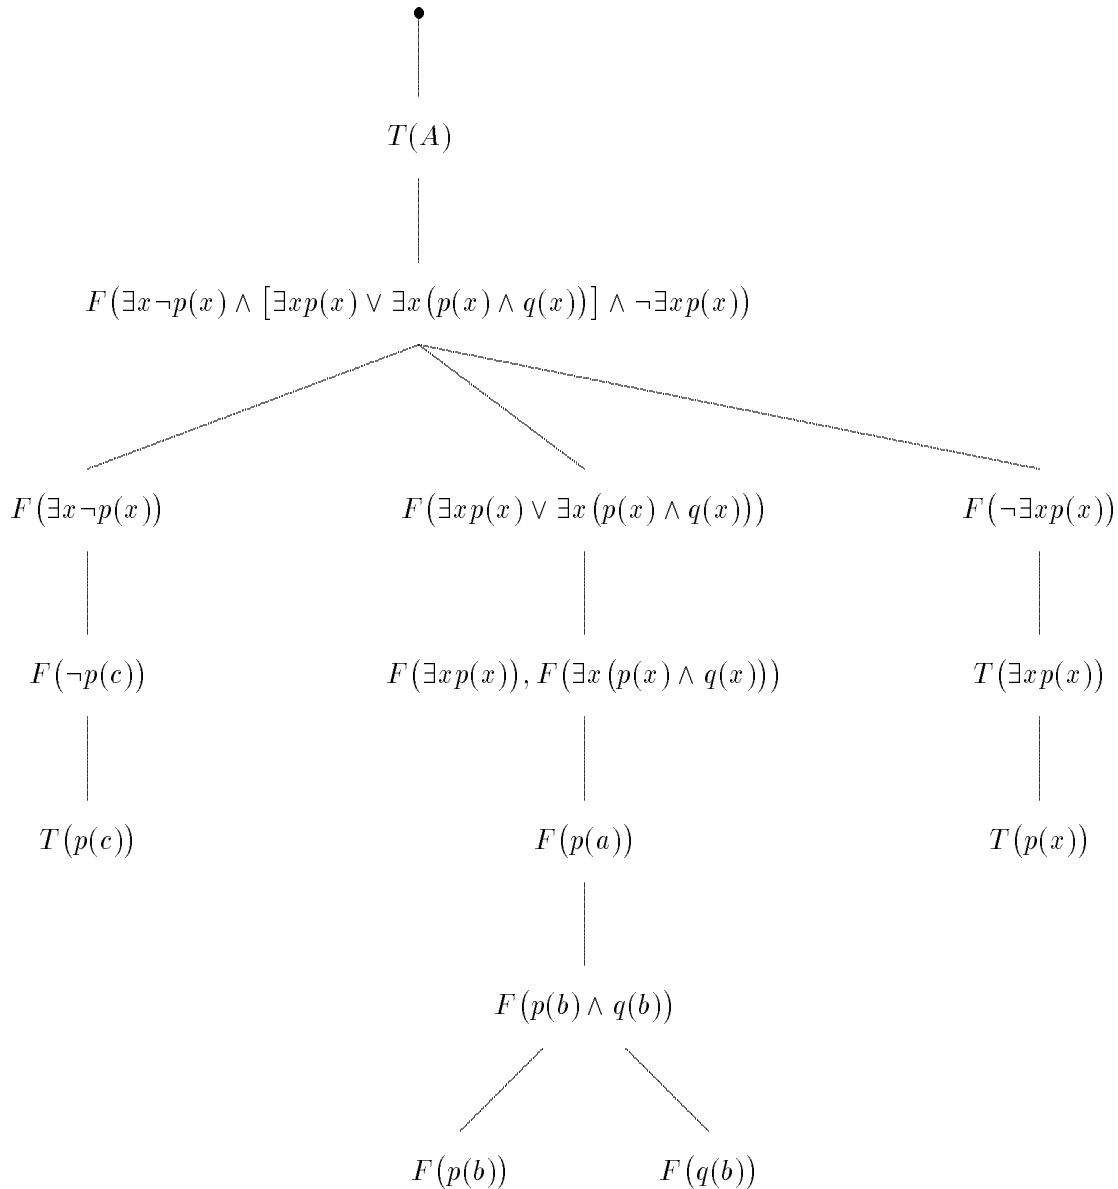 T(A)
F(∃x¬p(x) ∧ [∃xp(x) ∨ ∃x(p(x) ∧ q(x))] ∧ ¬∃xp(x))
F(∃x¬p(x)) F(∃xp(x) ∨ ∃x(p(x) ∧ q(x))) F(¬∃xp(x))
F(¬p(c)) F(∃xp(x)), F(∃x(p(x) ∧ q(x))) T(∃xp(x))
T(p(c)) F(p(a)) T(p(x))
F(p(b) ∧ q(b))
F(p(b)) F(q(b))